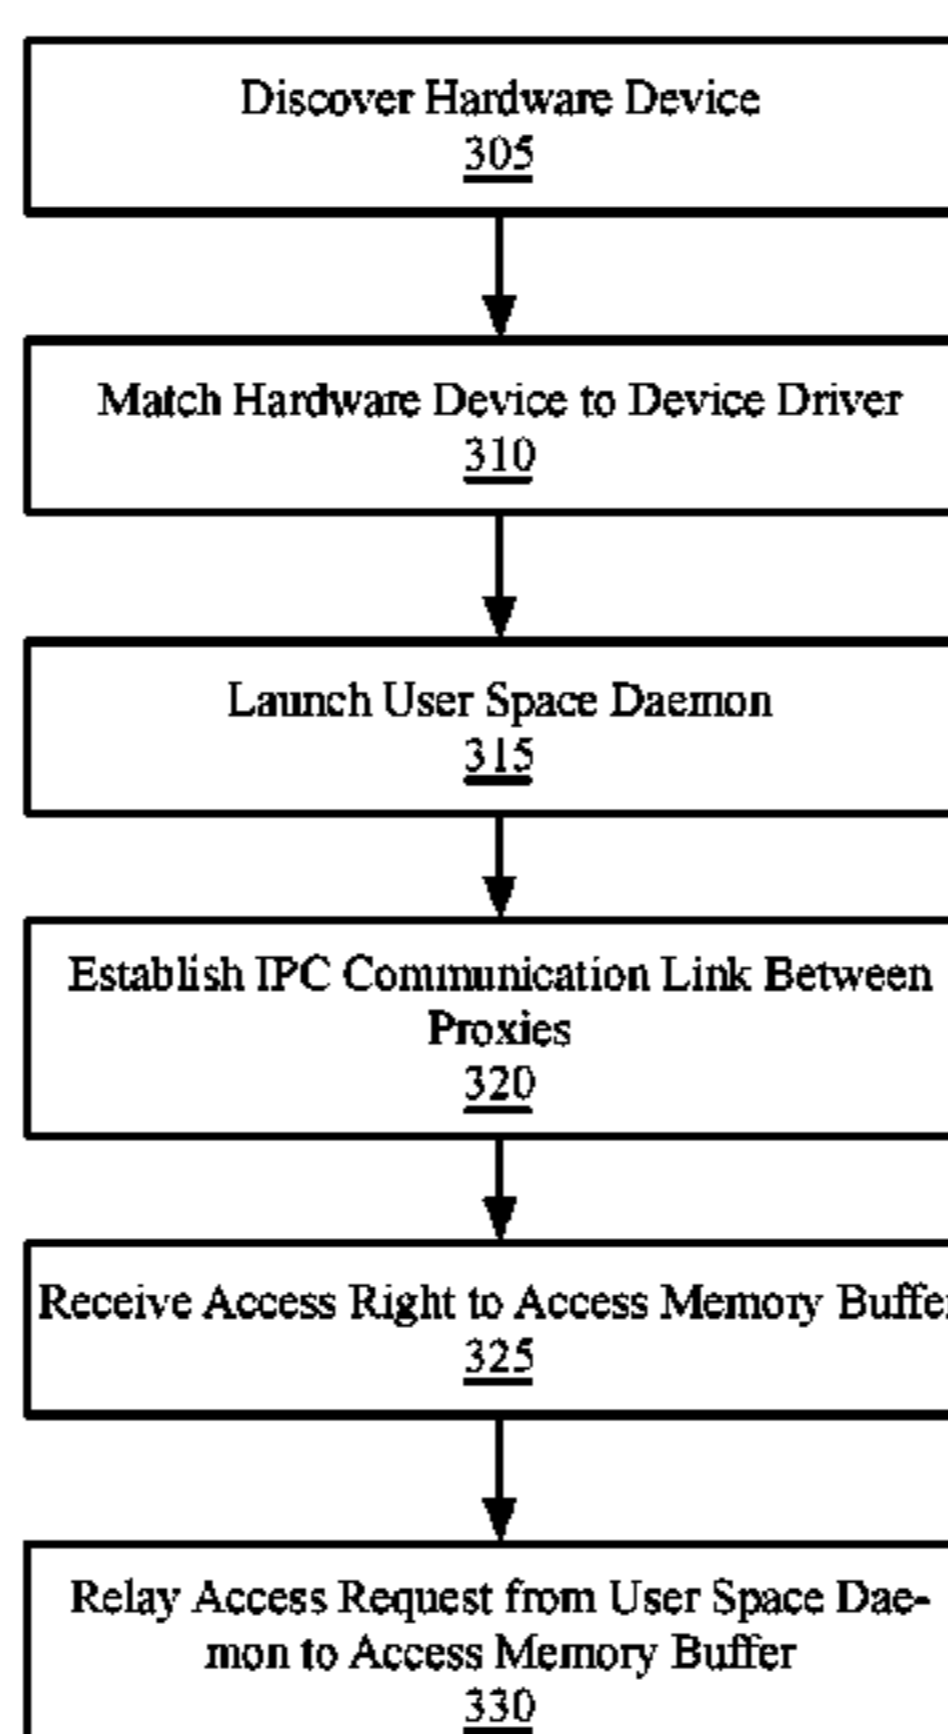 Discover Hardware Device
305
Match Hardware Device to Device Driver
310
Launch User Space Daemon
315
Establish IPC Communication Link Between
Proxies
320
Receive Access Right to Access Memory Buffer
325
Relay Access Request from User Space Dae-
mon to Access Memory Buffer
330